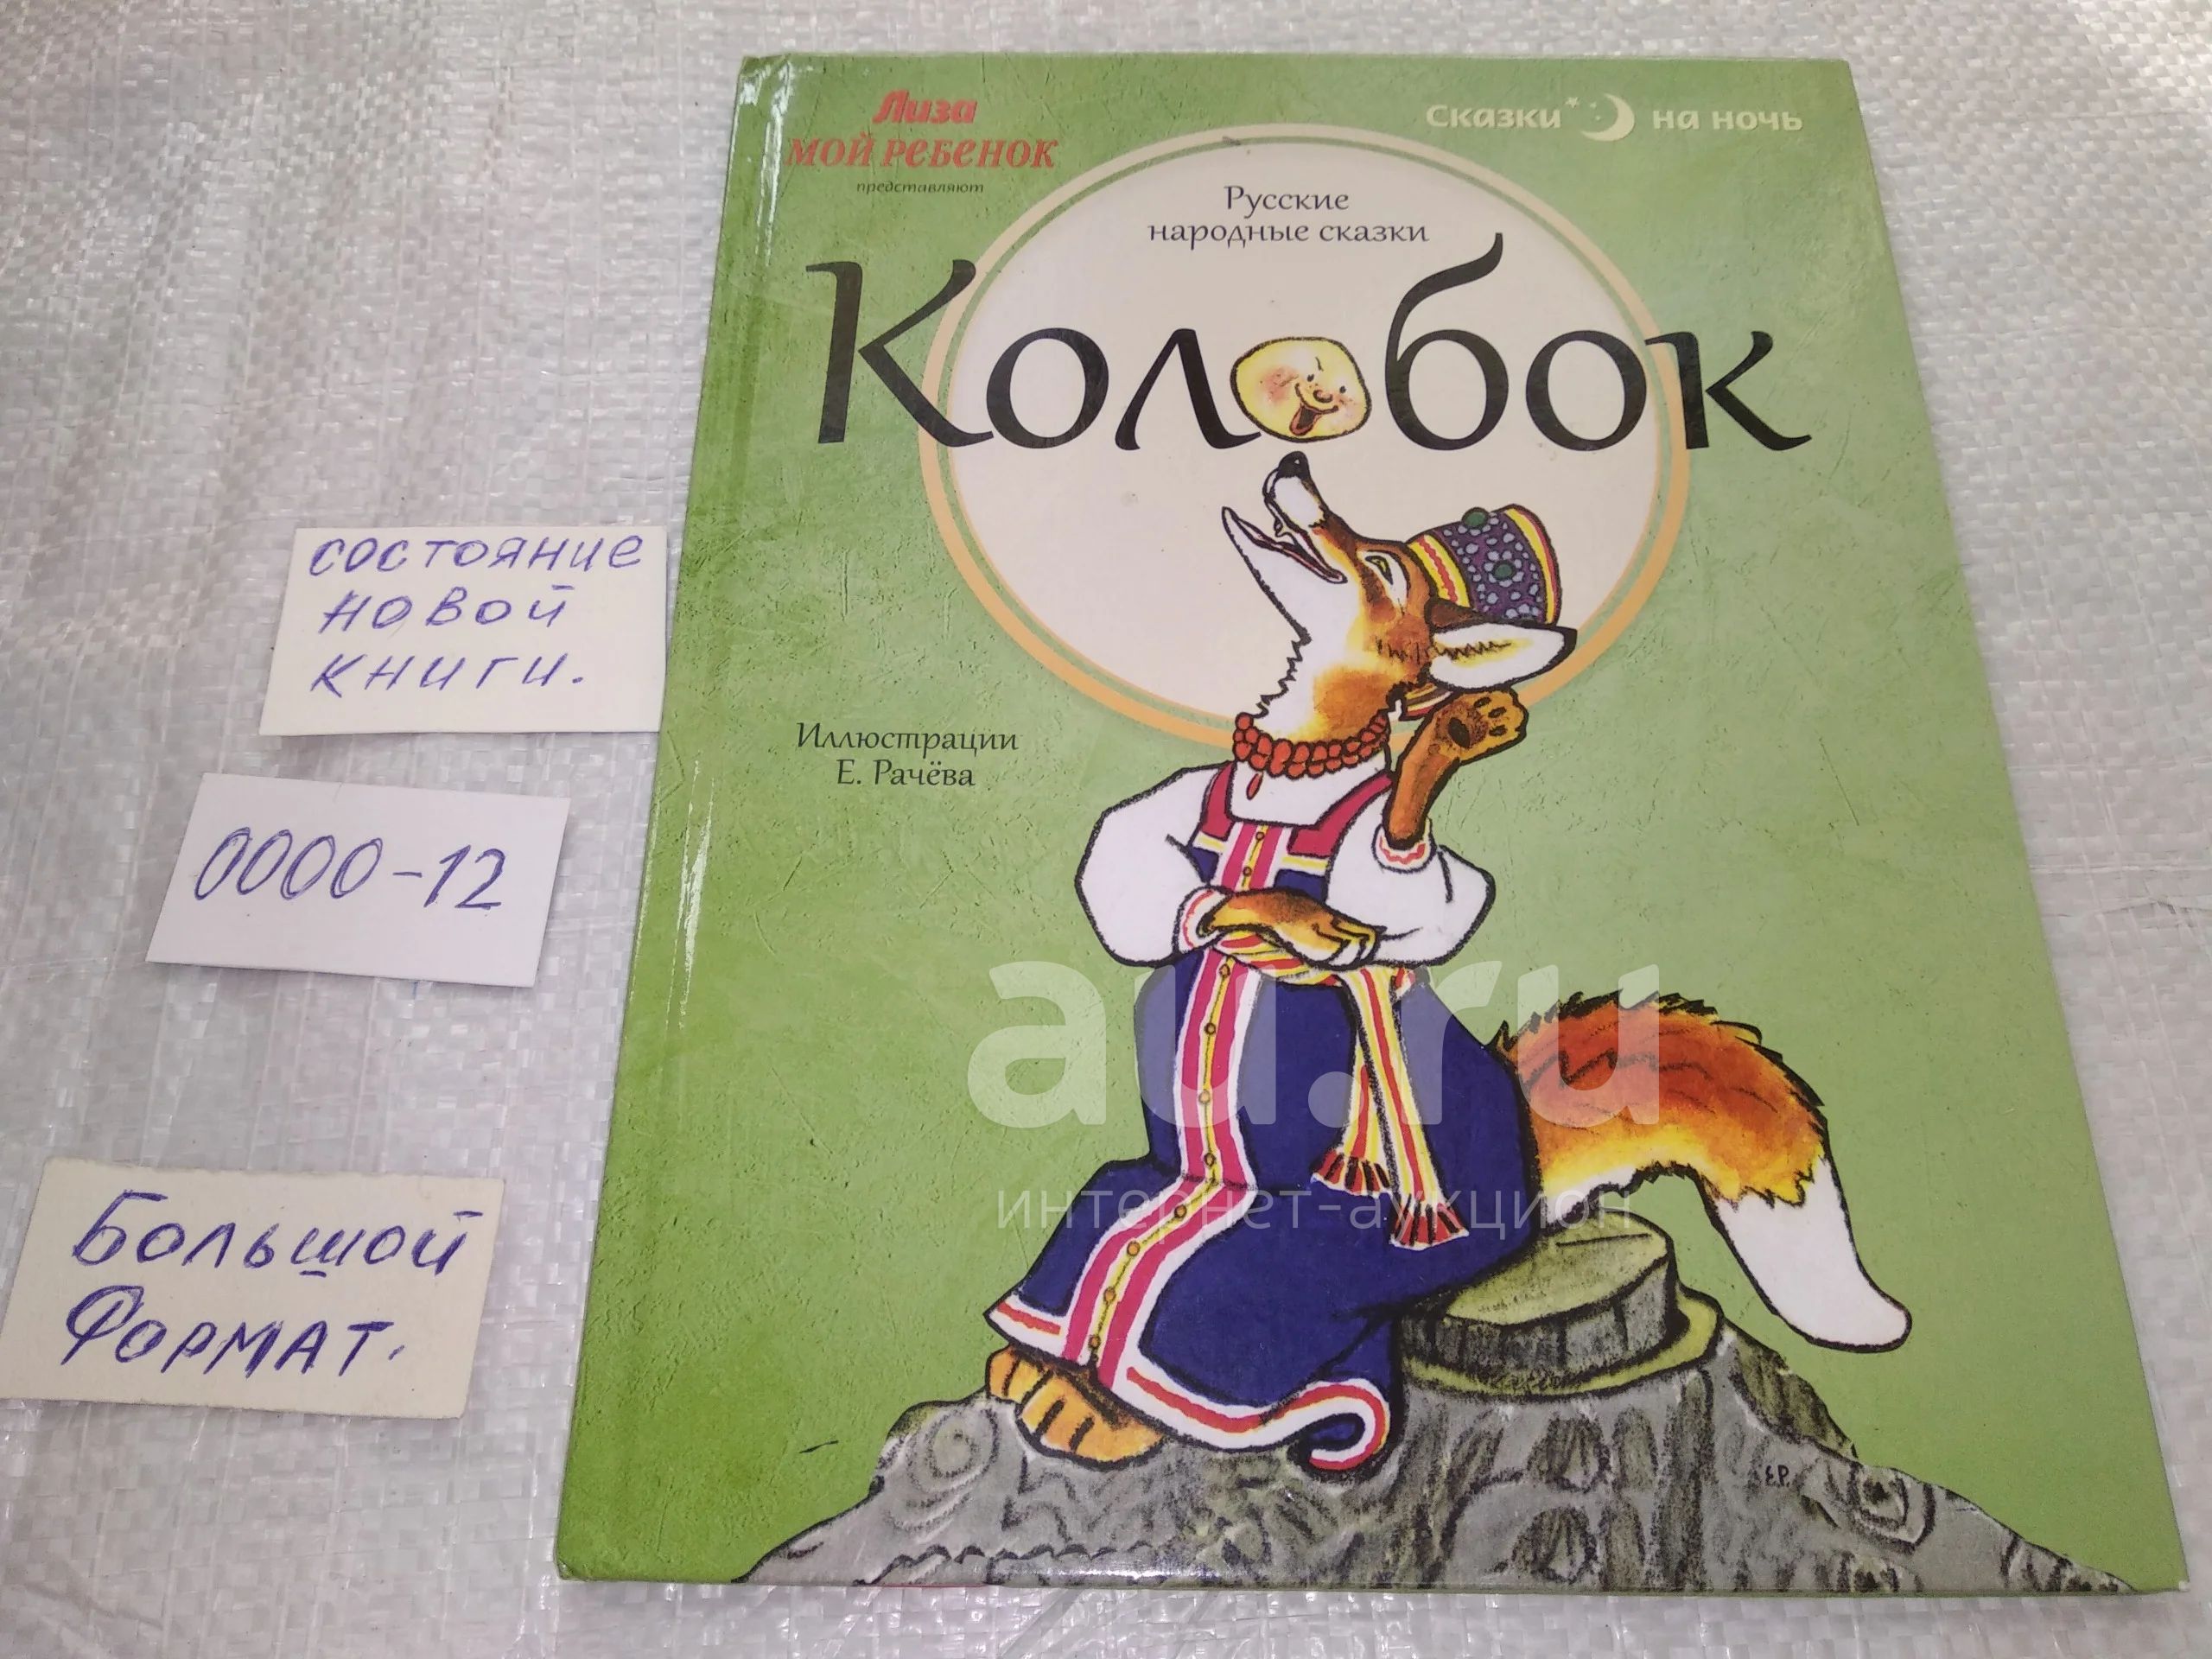 Лиза
МОЙ РЕБЕНОК
представляют
Сказки на ночь
Русские
народные сказки
Колобок
Иллюстрации
Е. Рачёва
Е.Р.
состояние
новой
книги.
0000-12
Большой
Формат.
au.ru
интернет-аукцион